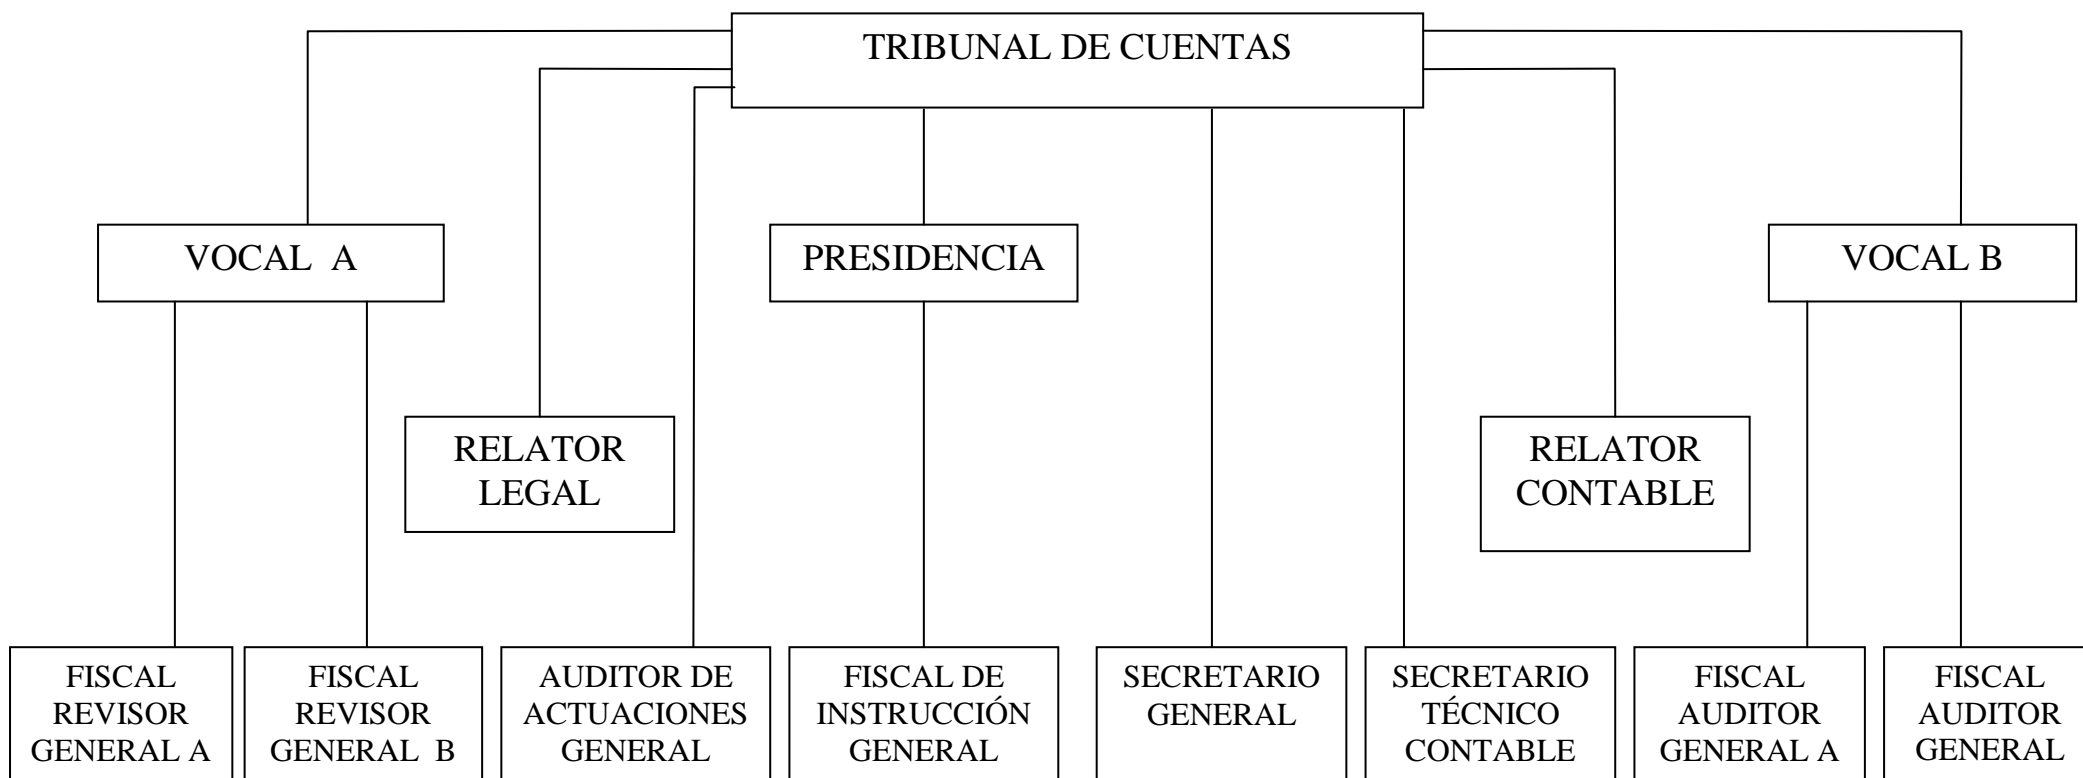 TRIBUNAL DE CUENTAS
VOCAL A
PRESIDENCIA
VOCAL B
RELATOR
LEGAL
RELATOR
CONTABLE
FISCAL
REVISOR
GENERAL A
FISCAL
REVISOR
GENERAL B
AUDITOR DE
ACTUACIONES
GENERAL
FISCAL DE
INSTRUCCIÓN
GENERAL
SECRETARIO
GENERAL
SECRETARIO
TÉCNICO
CONTABLE
FISCAL
AUDITOR
GENERAL A
FISCAL
AUDITOR
GENERAL